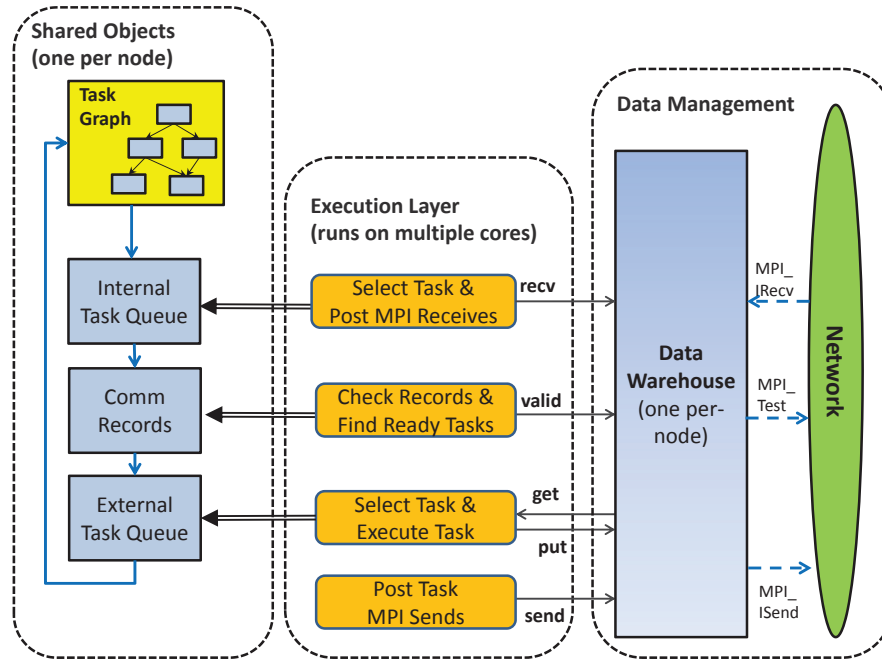 Shared Objects
(one per node)
Task
Graph
Internal
Task Queue
Comm
Records
External
Task Queue
Execution Layer
(runs on multiple cores)
Select Task &
Post MPI Receives
Check Records &
Find Ready Tasks
Select Task &
Execute Task
Post Task
MPI Sends
recv
valid
get
put
send
Data Management
Data
Warehouse
(one per-
node)
MPI_
IRecv
MPI_
Test
MPI_
ISend
Network